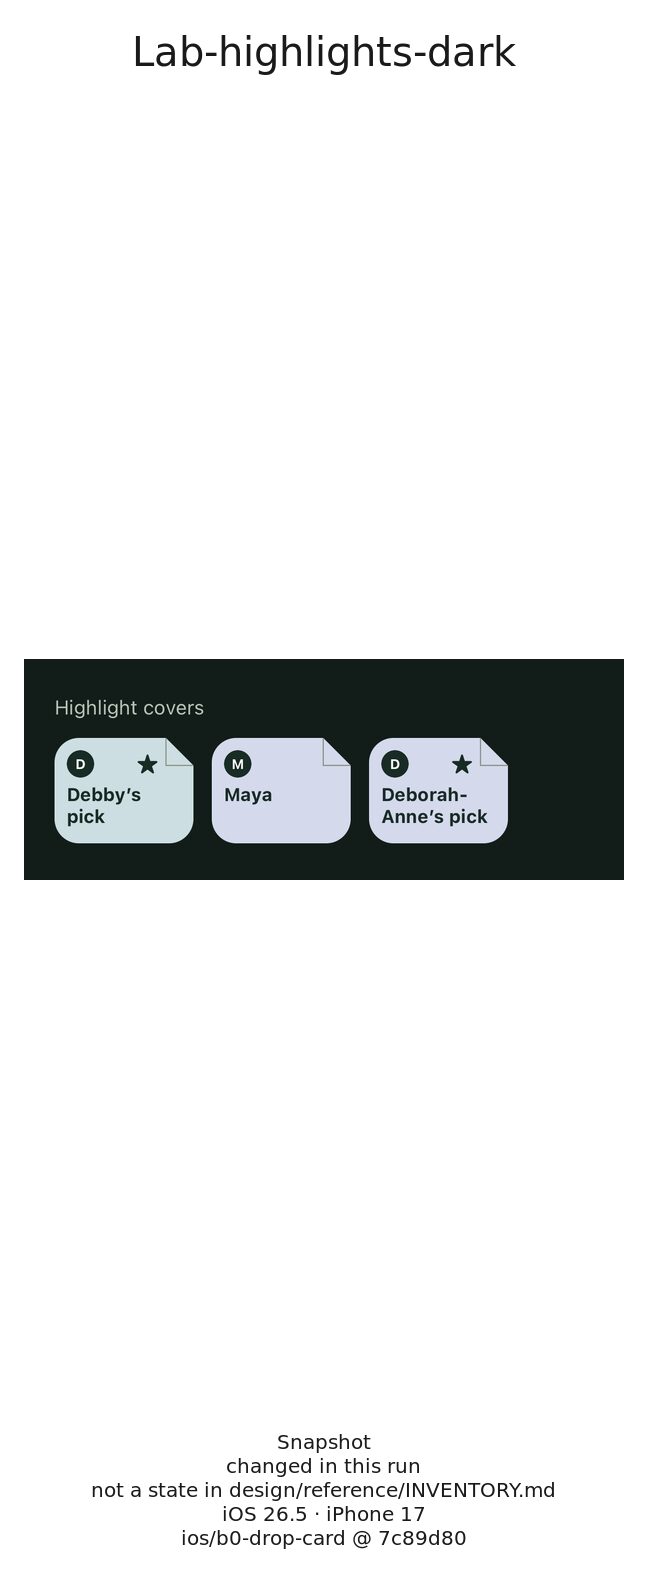 Lab-highlights-dark
Highlight covers
D
Debby’s
pick
M
Maya
D
Deborah-
Anne’s pick
Snapshot
changed in this run
not a state in design/reference/INVENTORY.md
iOS 26.5 · iPhone 17
ios/b0-drop-card @ 7c89d80